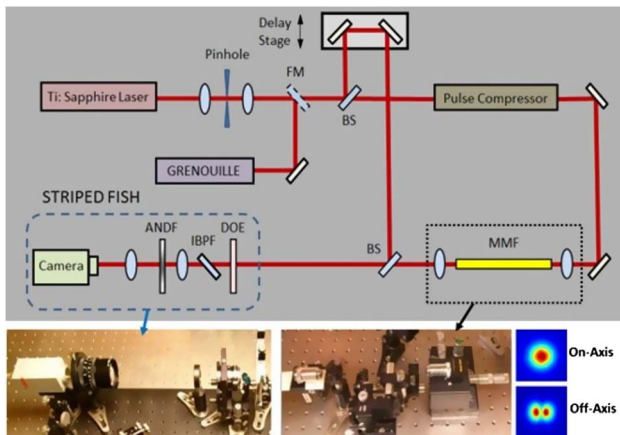 Delay
Stage
Pinhole
FM
Ti: Sapphire Laser
BS
Pulse Compressor
GRENOUILLE
STRIPED FISH
ANDF
IBPF
DOE
BS
MMF
Camera
On-Axis
Off-Axis